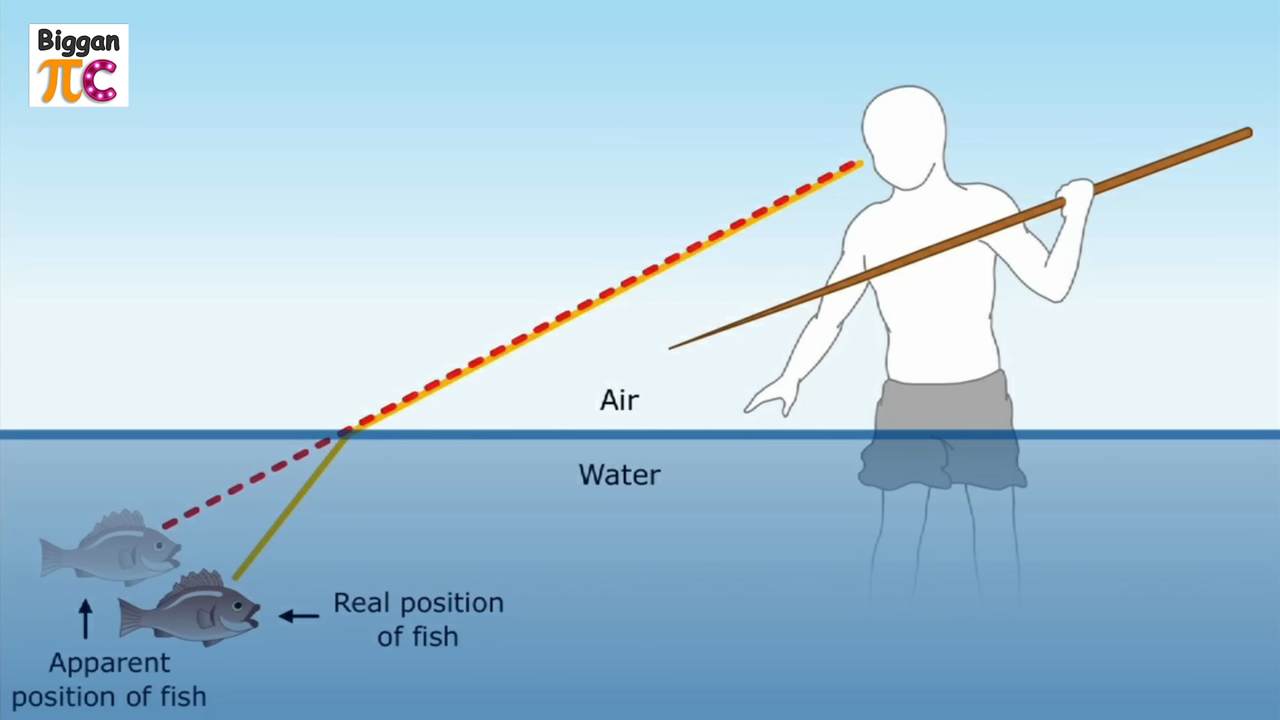 Biggan
πC
Air
Water
Real position
of fish
Apparent
position of fish